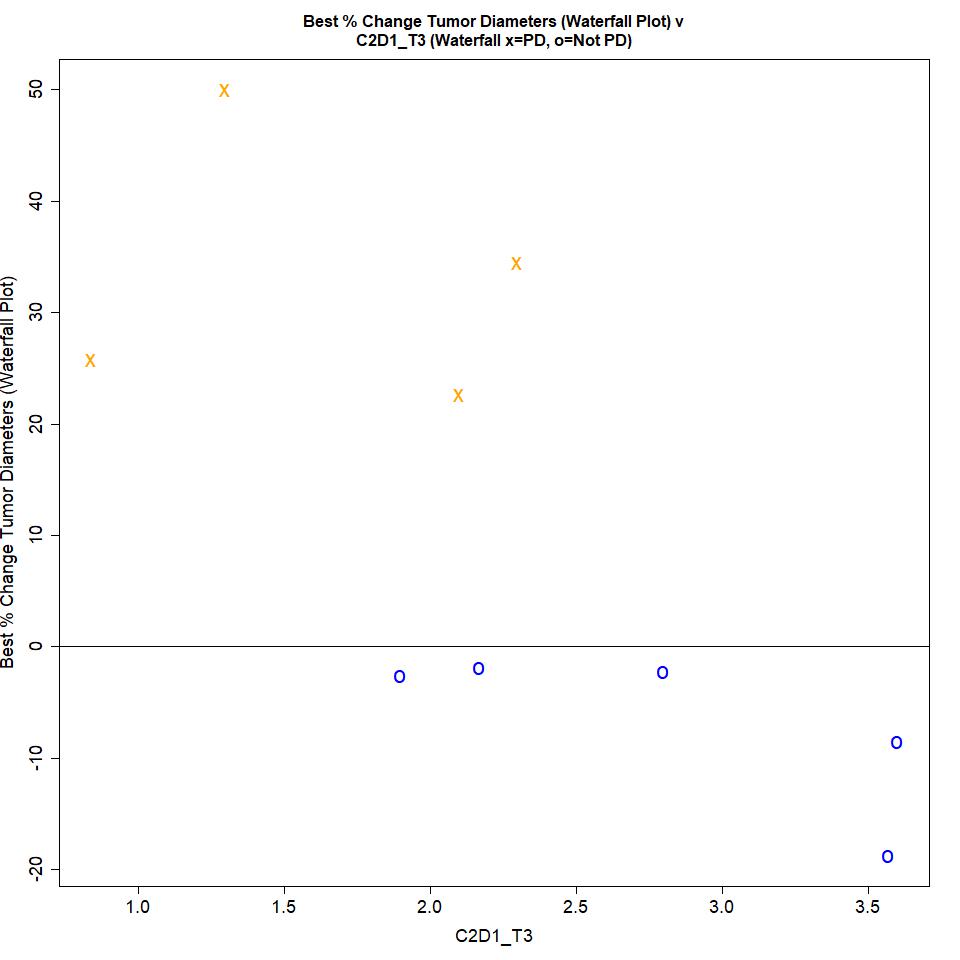 Best % Change Tumor Diameters (Waterfall Plot) v
C2D1_T3 (Waterfall x=PD, o=Not PD)
Best % Change Tumor Diameters (Waterfall Plot)
50
40
30
20
10
0
-10
-20
X
X
X
X
O
O
O
O
O
1.0 1.5 2.0 2.5 3.0 3.5
C2D1_T3